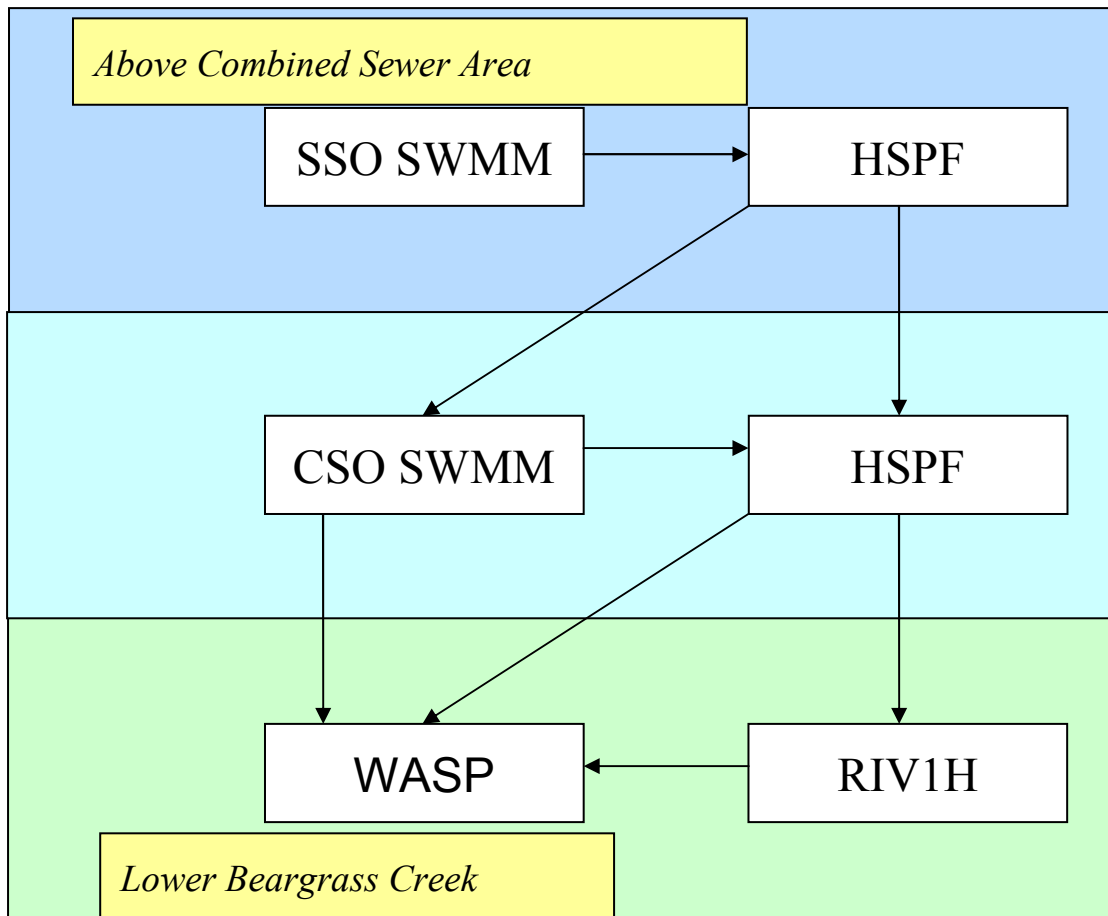 Above Combined Sewer Area
SSO SWMM
HSPF
CSO SWMM
HSPF
WASP
RIV1H
Lower Beargrass Creek